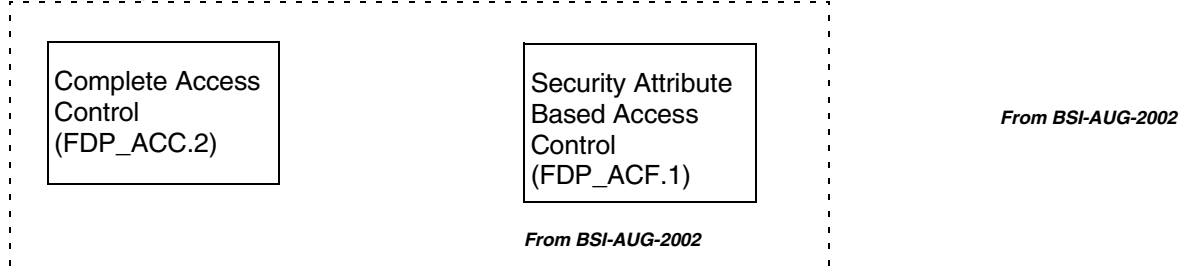 Complete Access
Control
(FDP_ACC.2)
Security Attribute
Based Access
Control
(FDP_ACF.1)
From BSI-AUG-2002
From BSI-AUG-2002